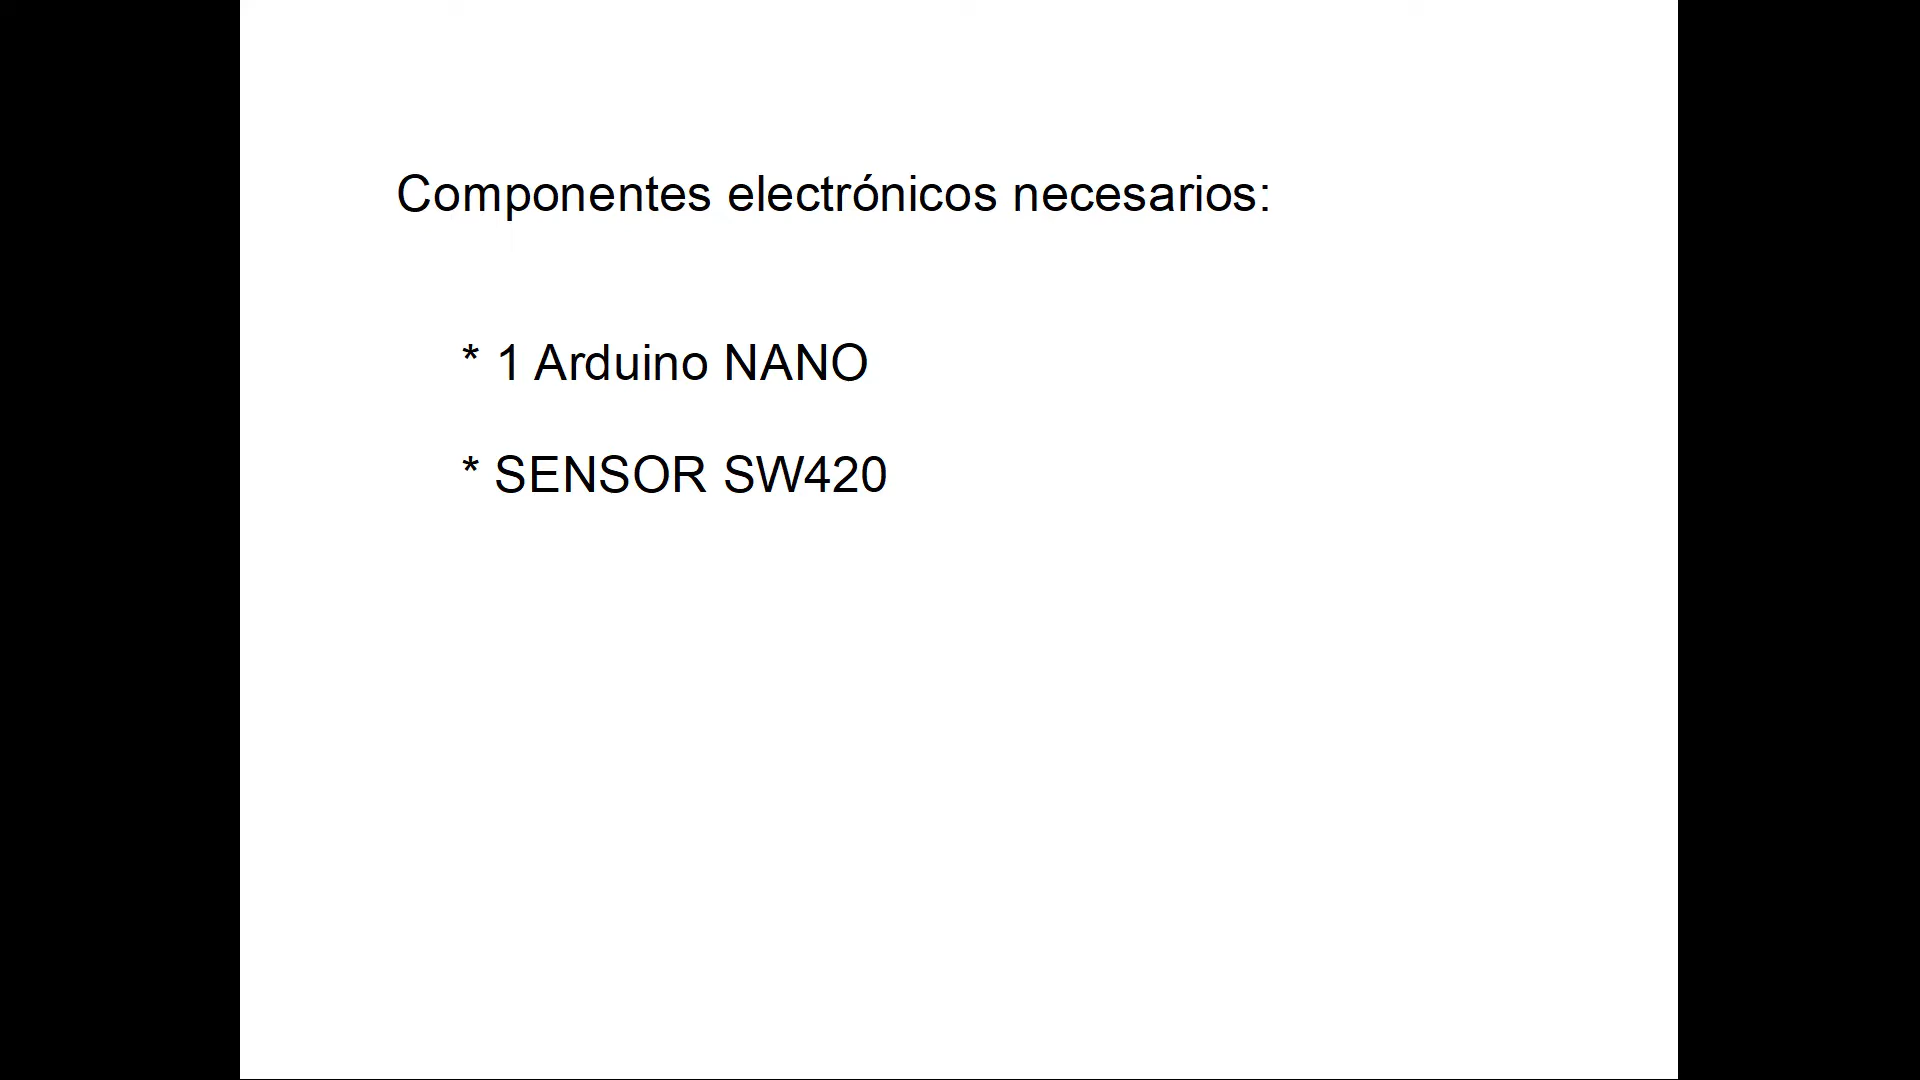 Componentes electrónicos necesarios:
* 1 Arduino NANO
* SENSOR SW420